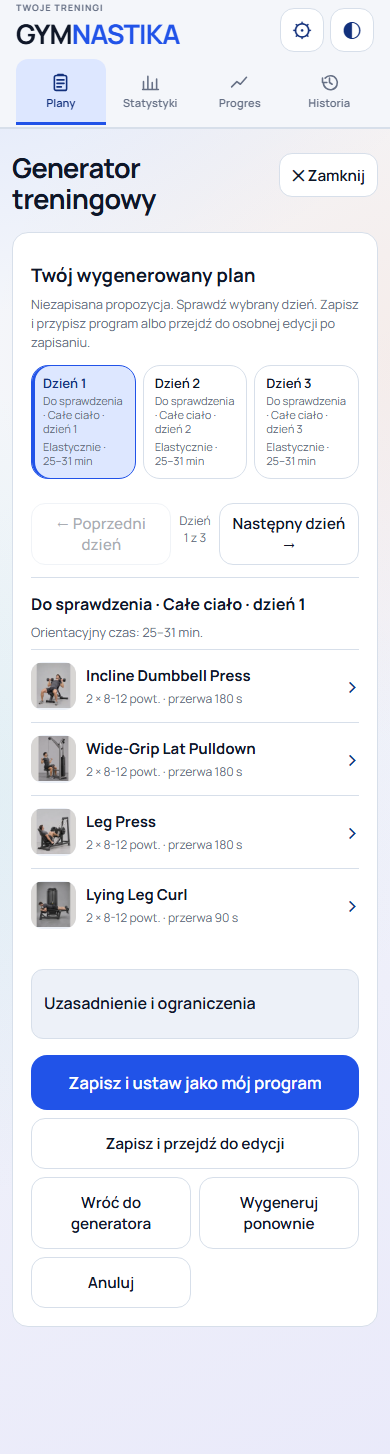 TWOJE TRENINGI
GYMNASTIKA
Plany
Statystyki
Progres
Historia
Generator
treningowy
Zamknij
Twój wygenerowany plan
Niezapisana propozycja. Sprawdź wybrany dzień. Zapisz
i przypisz program albo przejdź do osobnej edycji po
zapisaniu.
Dzień 1
Do sprawdzenia
· Całe ciało ·
dzień 1
Elastycznie ·
25–31 min
Dzień 2
Do sprawdzenia
· Całe ciało ·
dzień 2
Elastycznie ·
25–31 min
Dzień 3
Do sprawdzenia
· Całe ciało ·
dzień 3
Elastycznie ·
25–31 min
← Poprzedni
dzień
Dzień
1 z 3
Następny dzień
→
Do sprawdzenia · Całe ciało · dzień 1
Orientacyjny czas: 25–31 min.
Incline Dumbbell Press
2 × 8-12 powt. · przerwa 180 s
Wide-Grip Lat Pulldown
2 × 8-12 powt. · przerwa 180 s
Leg Press
2 × 8-12 powt. · przerwa 180 s
Lying Leg Curl
2 × 8-12 powt. · przerwa 90 s
Uzasadnienie i ograniczenia
Zapisz i ustaw jako mój program
Zapisz i przejdź do edycji
Wróć do
generatora
Wygeneruj
ponownie
Anuluj